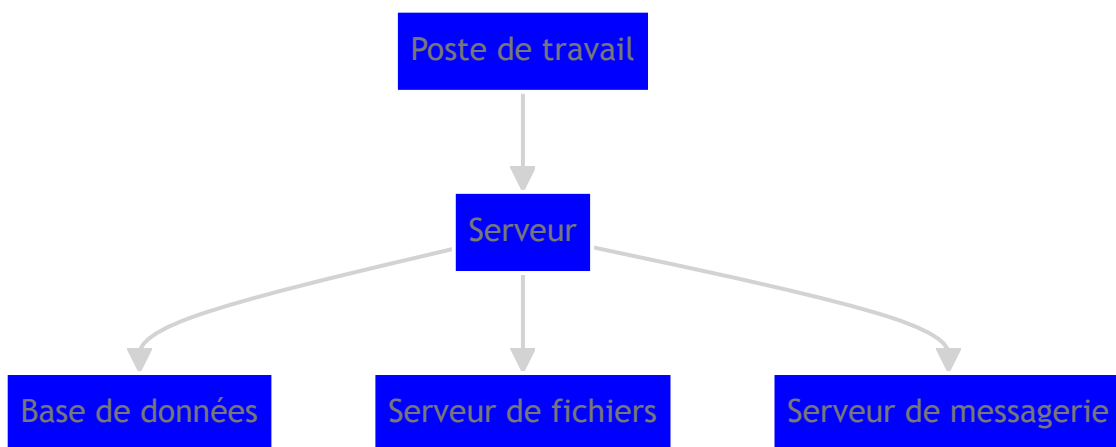 Poste de travail
Serveur
Base de données
Serveur de fichiers
Serveur de messagerie